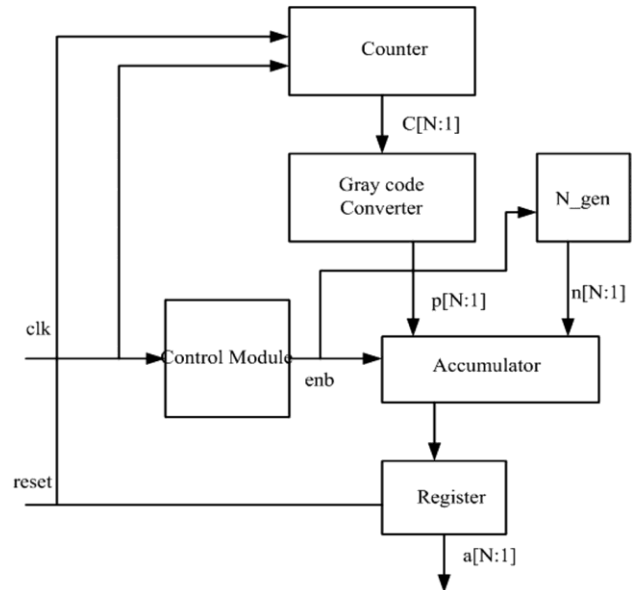 Counter
C[N:1]
Gray code
Converter
N_gen
p[N:1]
n[N:1]
clk
Control Module
enb
Accumulator
reset
Register
a[N:1]